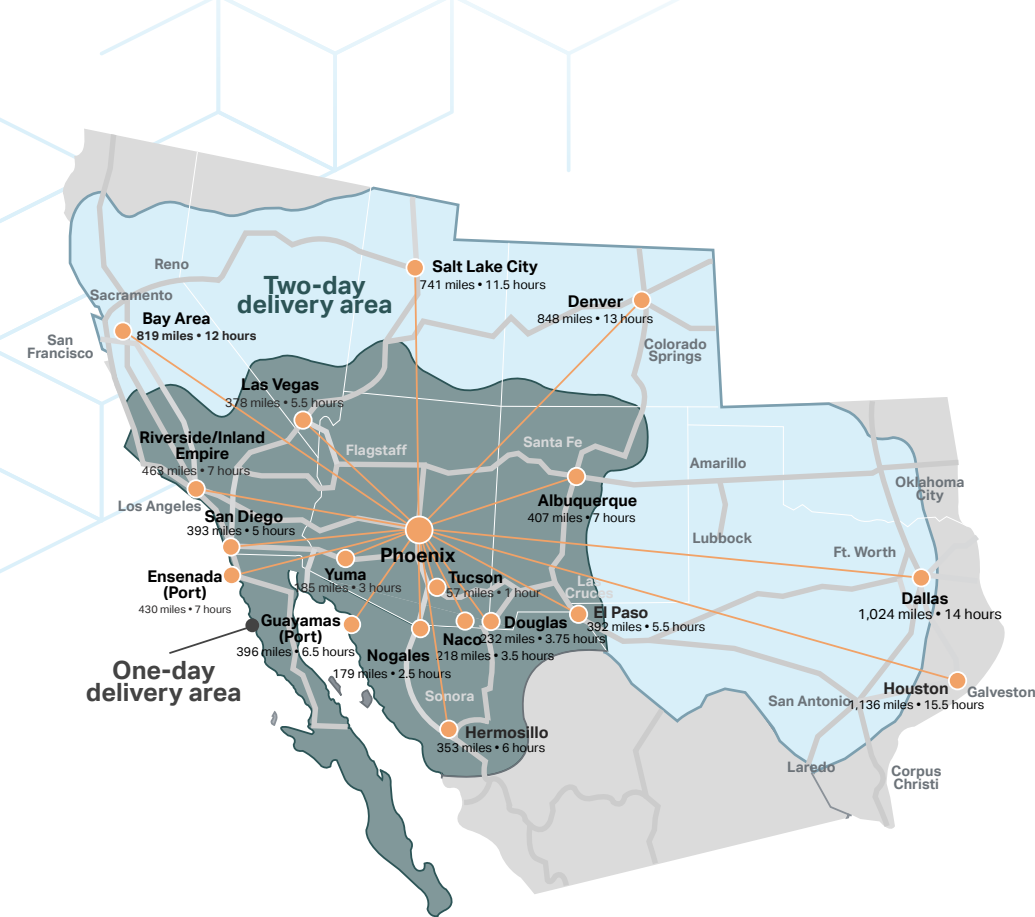 Reno
Salt Lake City
741 miles • 11.5 hours
Two-day
delivery area
Sacramento
Denver
848 miles • 13 hours
Bay Area
819 miles • 12 hours
San
Francisco
Colorado
Springs
Las Vegas
378 miles • 5.5 hours
Riverside/Inland
Empire
463 miles • 7 hours
Flagstaff
Santa Fe
Amarillo
Oklahoma
City
Los Angeles
Albuquerque
407 miles • 7 hours
San Diego
393 miles • 5 hours
Lubbock
Ft. Worth
Phoenix
Ensenada
(Port)
430 miles • 7 hours
Yuma
185 miles • 3 hours
Tucson
57 miles • 1 hour
Las
Cruces
Dallas
1,024 miles • 14 hours
El Paso
392 miles • 5.5 hours
Guayamas
(Port)
396 miles • 6.5 hours
Douglas
232 miles • 3.75 hours
Naco
218 miles • 3.5 hours
Nogales
179 miles • 2.5 hours
One-day
delivery area
Sonora
San Antonio
Houston
1,136 miles • 15.5 hours
Galveston
Hermosillo
353 miles • 6 hours
Laredo
Corpus
Christi